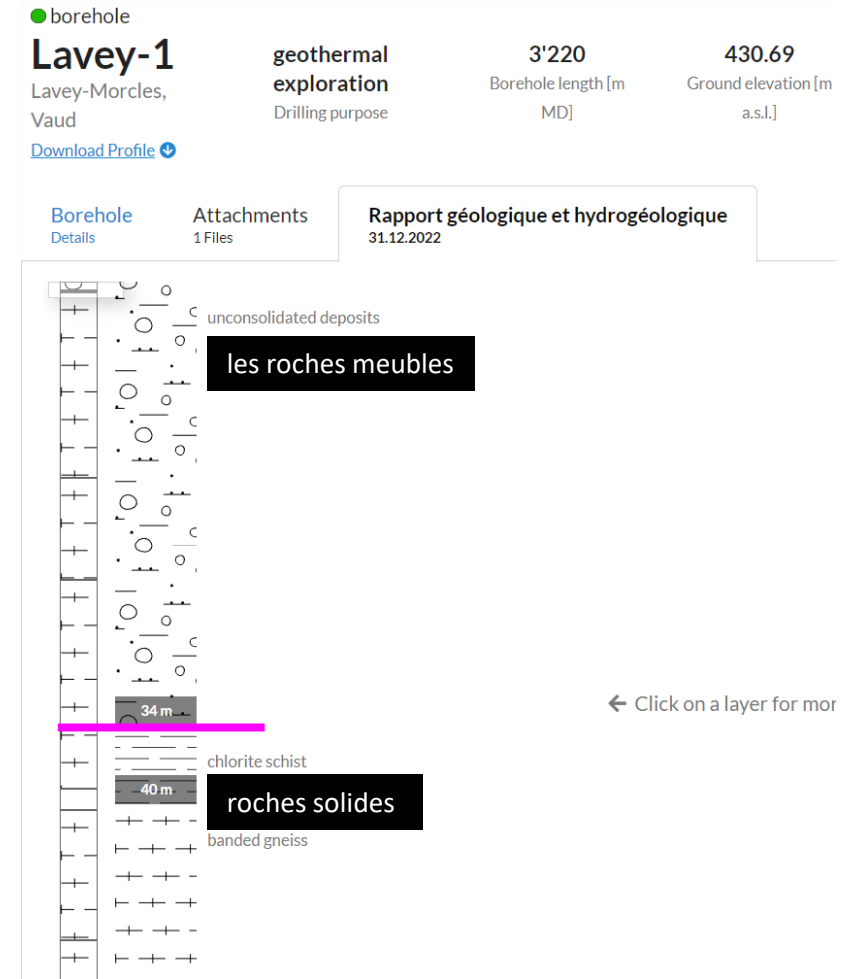 borehole
Lavey-1
Lavey-Morcles,
Vaud
Download Profile
geothermal
exploration
Drilling purpose
3'220
Borehole length [m
MD]
430.69
Ground elevation [m
a.s.l.]
Borehole
Details
Attachments
1 Files
Rapport géologique et hydrogéologique
31.12.2022
unconsolidated deposits
les roches meubles
34 m
Click on a layer for mor
chlorite schist
40 m
roches solides
banded gneiss